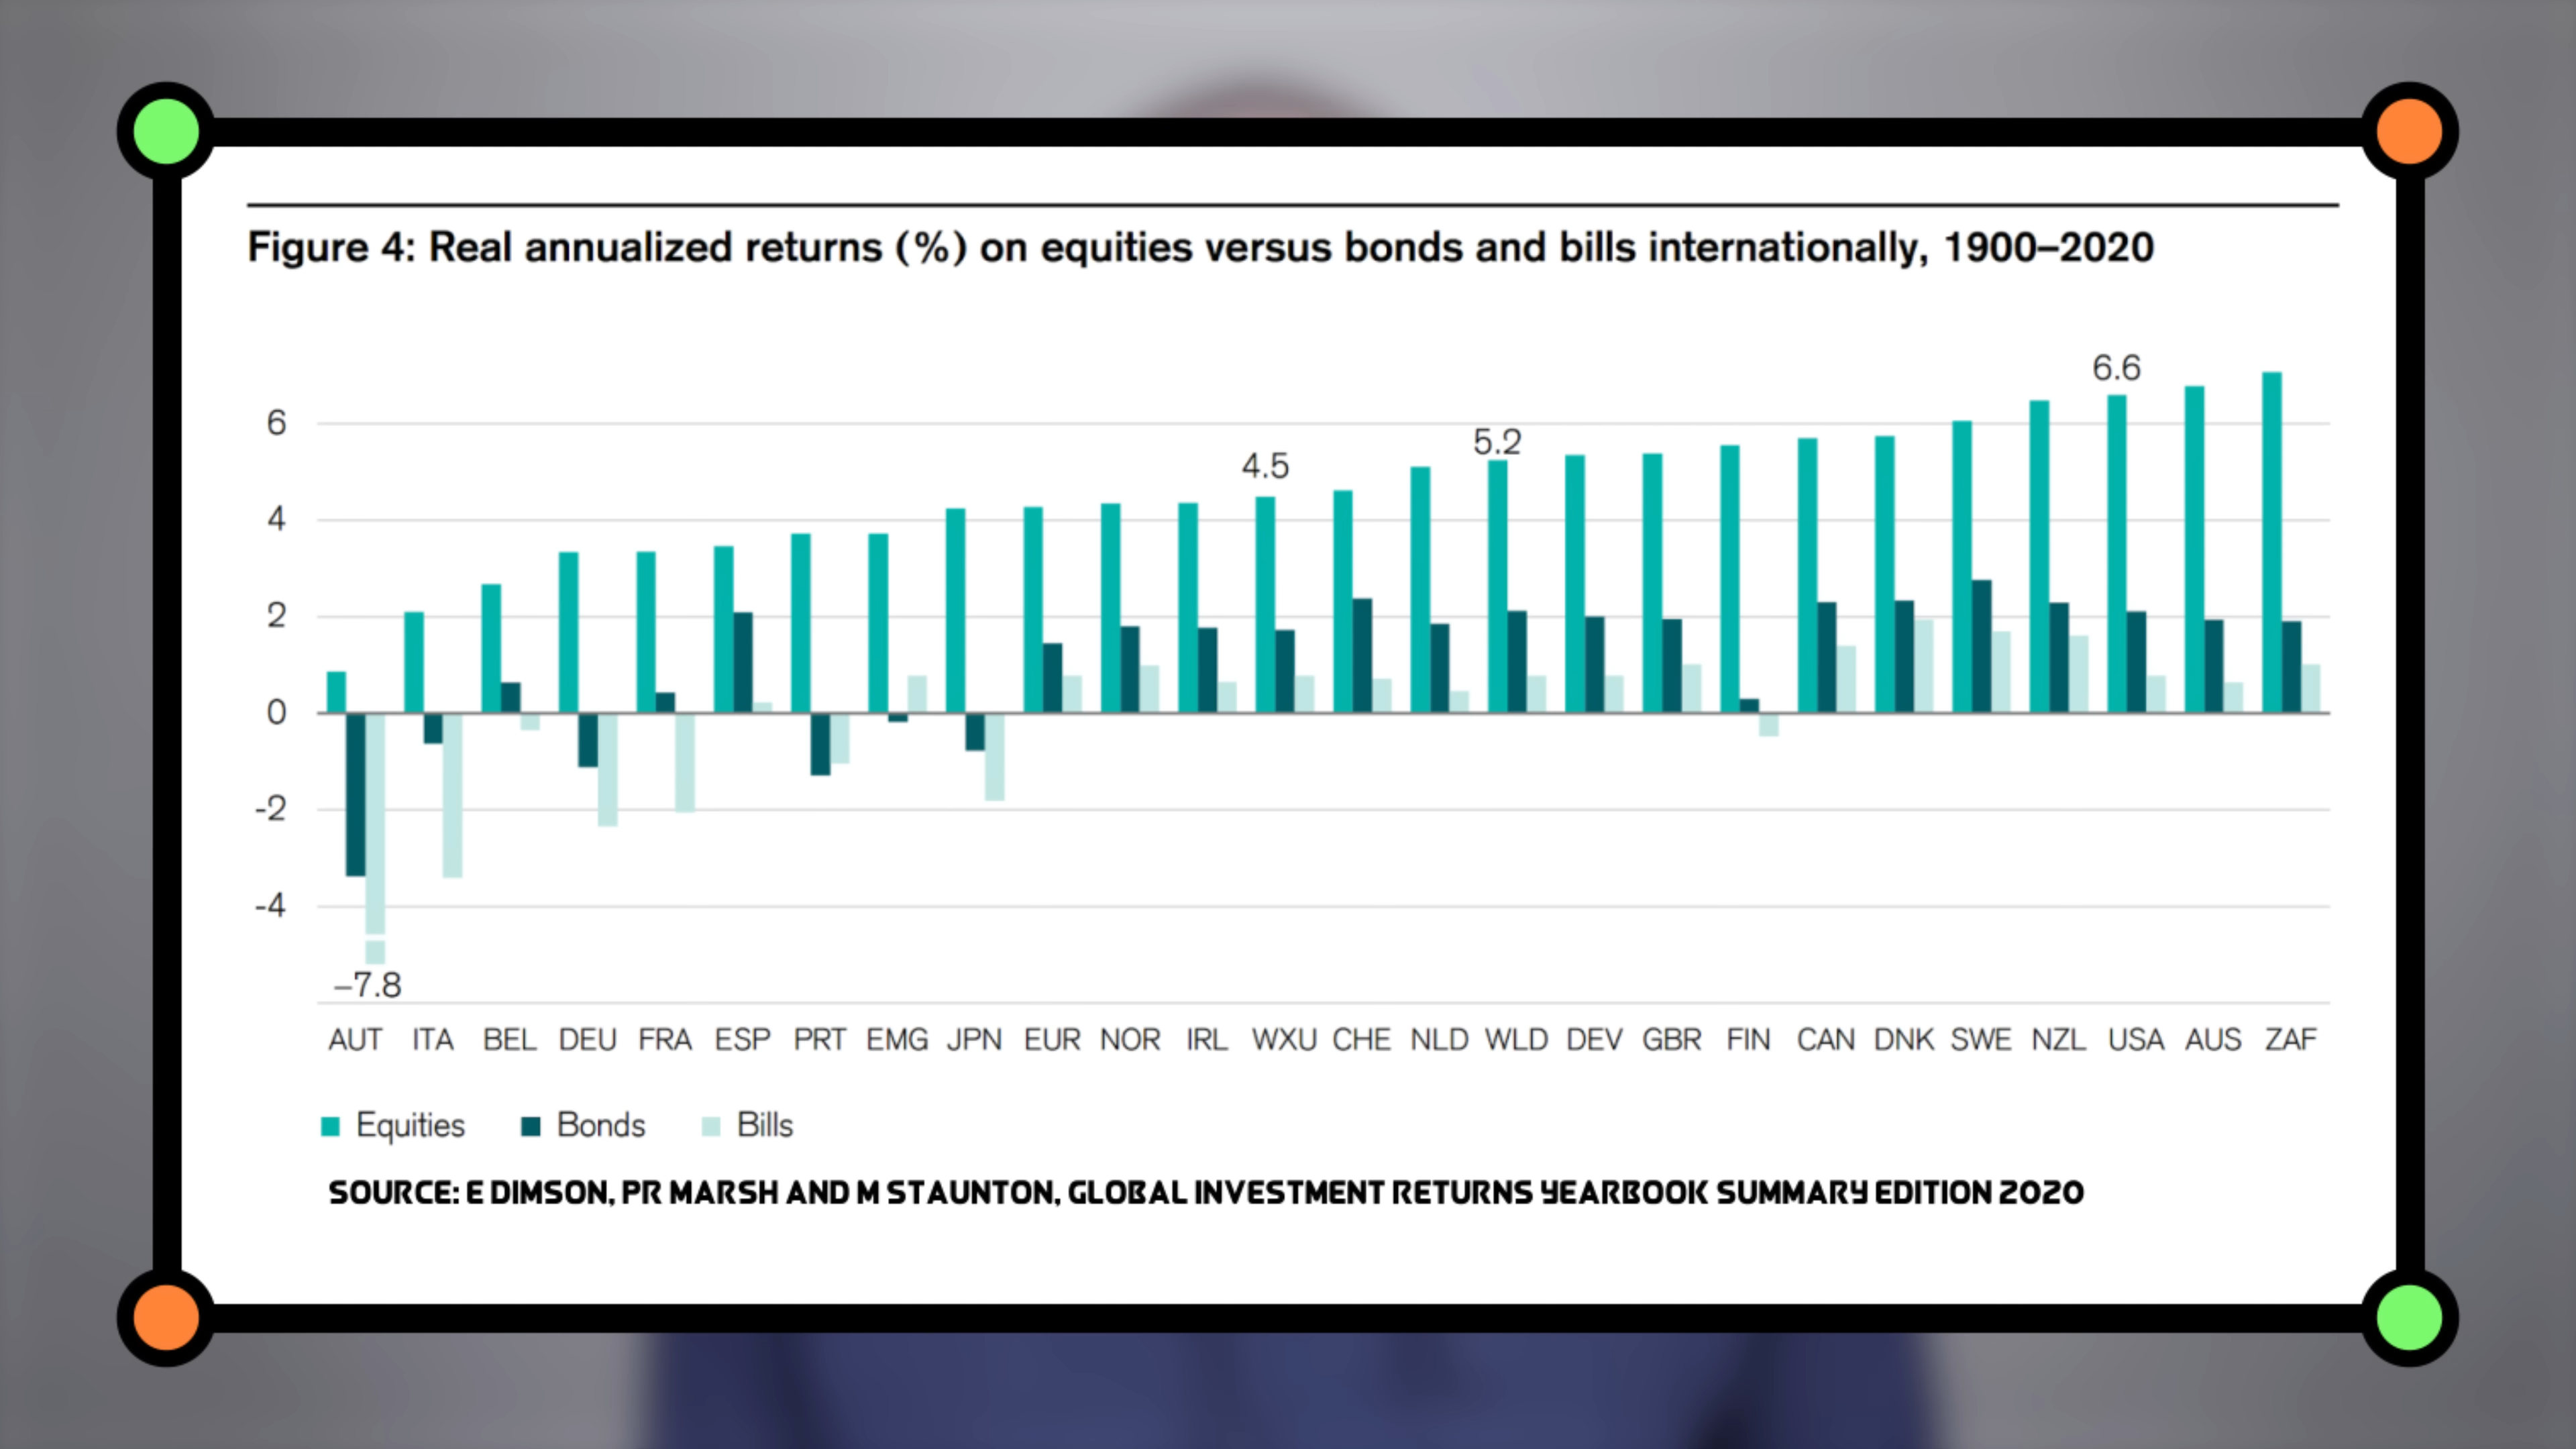 Figure 4: Real annualized returns (%) on equities versus bonds and bills internationally, 1900–2020
6.6
6
5.2
4.5
4
2
0
-2
-4
–7.8
AUT ITA BEL DEU FRA ESP PRT EMG JPN EUR NOR IRL WXU CHE NLD WLD DEV GBR FIN CAN DNK SWE NZL USA AUS ZAF
Equities Bonds Bills
SOURCE: E DIMSON, PR MARSH AND M STAUNTON, GLOBAL INVESTMENT RETURNS YEARBOOK SUMMARY EDITION 2020